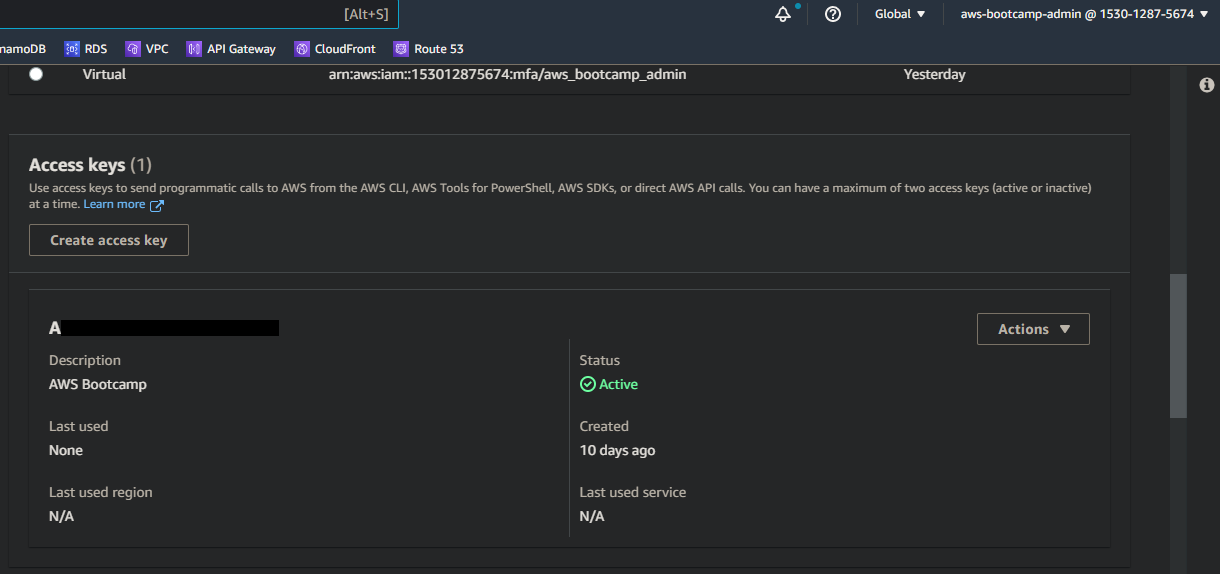 [Alt+S] Global ▼ aws-bootcamp-admin @ 1530-1287-5674 ▼
namoDB RDS VPC API Gateway CloudFront Route 53
Virtual arn:aws:iam::153012875674:mfa/aws_bootcamp_admin Yesterday
Access keys (1)
Use access keys to send programmatic calls to AWS from the AWS CLI, AWS Tools for PowerShell, AWS SDKs, or direct AWS API calls. You can have a maximum of two access keys (active or inactive)
at a time. Learn more
Create access key
A
Actions ▼
Description
AWS Bootcamp
Status
Active
Last used
None
Created
10 days ago
Last used region
N/A
Last used service
N/A